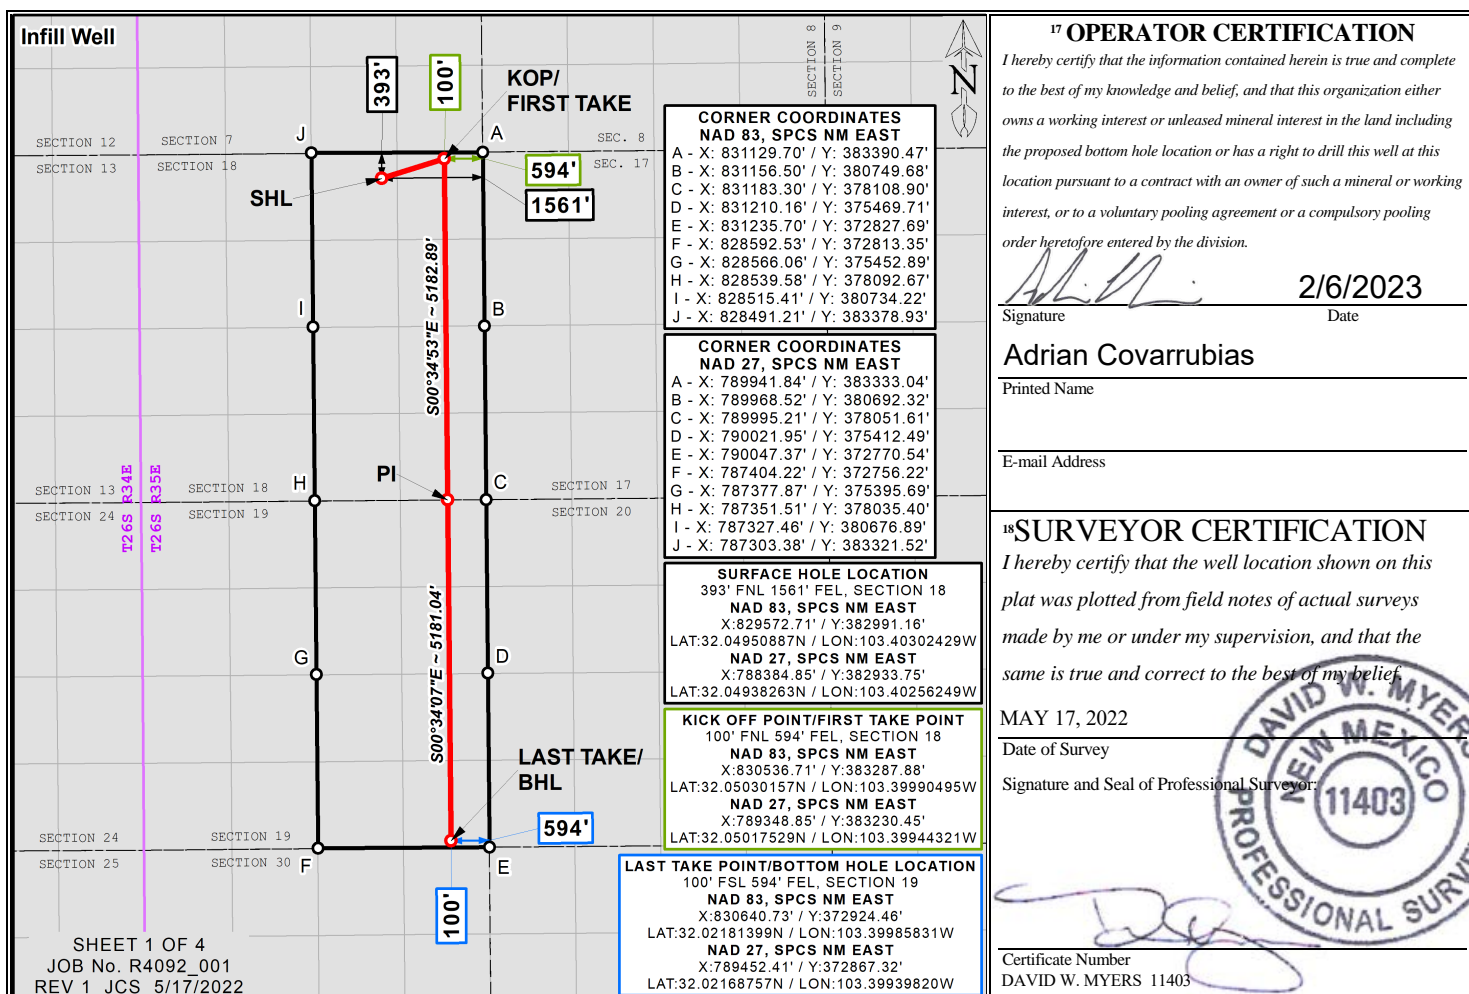 Infill Well
SECTION 8
SECTION 9
N
393'
100'
KOP/
FIRST TAKE
SECTION 12
SECTION 7
J
A
SEC. 8
SECTION 13
SECTION 18
SEC. 17
594'
SHL
1561'
S00°34'53"E ~ 5182.89'
I
B
T26S R34E
T26S R35E
PI
SECTION 13
SECTION 18
H
C
SECTION 17
SECTION 24
SECTION 19
SECTION 20
S00°34'07"E ~ 5181.04'
G
D
LAST TAKE/
BHL
594'
SECTION 24
SECTION 19
SECTION 25
SECTION 30
F
E
100'
SHEET 1 OF 4
JOB No. R4092_001
REV 1 JCS 5/17/2022
CORNER COORDINATES
NAD 83, SPCS NM EAST
A - X: 831129.70' / Y: 383390.47'
B - X: 831156.50' / Y: 380749.68'
C - X: 831183.30' / Y: 378108.90'
D - X: 831210.16' / Y: 375469.71'
E - X: 831235.70' / Y: 372827.69'
F - X: 828592.53' / Y: 372813.35'
G - X: 828566.06' / Y: 375452.89'
H - X: 828539.58' / Y: 378092.67'
I - X: 828515.41' / Y: 380734.22'
J - X: 828491.21' / Y: 383378.93'
CORNER COORDINATES
NAD 27, SPCS NM EAST
A - X: 789941.84' / Y: 383333.04'
B - X: 789968.52' / Y: 380692.32'
C - X: 789995.21' / Y: 378051.61'
D - X: 790021.95' / Y: 375412.49'
E - X: 790047.37' / Y: 372770.54'
F - X: 787404.22' / Y: 372756.22'
G - X: 787377.87' / Y: 375395.69'
H - X: 787351.51' / Y: 378035.40'
I - X: 787327.46' / Y: 380676.89'
J - X: 787303.38' / Y: 383321.52'
SURFACE HOLE LOCATION
393' FNL 1561' FEL, SECTION 18
NAD 83, SPCS NM EAST
X:829572.71' / Y:382991.16'
LAT:32.04950887N / LON:103.40302429W
NAD 27, SPCS NM EAST
X:788384.85' / Y:382933.75'
LAT:32.04938263N / LON:103.40256249W
KICK OFF POINT/FIRST TAKE POINT
100' FNL 594' FEL, SECTION 18
NAD 83, SPCS NM EAST
X:830536.71' / Y:383287.88'
LAT:32.05030157N / LON:103.39990495W
NAD 27, SPCS NM EAST
X:789348.85' / Y:383230.45'
LAT:32.05017529N / LON:103.39944321W
LAST TAKE POINT/BOTTOM HOLE LOCATION
100' FSL 594' FEL, SECTION 19
NAD 83, SPCS NM EAST
X:830640.73' / Y:372924.46'
LAT:32.02181399N / LON:103.39985831W
NAD 27, SPCS NM EAST
X:789452.41' / Y:372867.32'
LAT:32.02168757N / LON:103.39939820W
17 OPERATOR CERTIFICATION
I hereby certify that the information contained herein is true and complete
to the best of my knowledge and belief, and that this organization either
owns a working interest or unleased mineral interest in the land including
the proposed bottom hole location or has a right to drill this well at this
location pursuant to a contract with an owner of such a mineral or working
interest, or to a voluntary pooling agreement or a compulsory pooling
order heretofore entered by the division.
2/6/2023
Signature
Date
Adrian Covarrubias
Printed Name
E-mail Address
18SURVEYOR CERTIFICATION
I hereby certify that the well location shown on this
plat was plotted from field notes of actual surveys
made by me or under my supervision, and that the
same is true and correct to the best of my belief.
MAY 17, 2022
Date of Survey
Signature and Seal of Professional Surveyor:
DAVID W. MYERS
NEW MEXICO
11403
PROFESSIONAL SURVE
Certificate Number
DAVID W. MYERS 11403